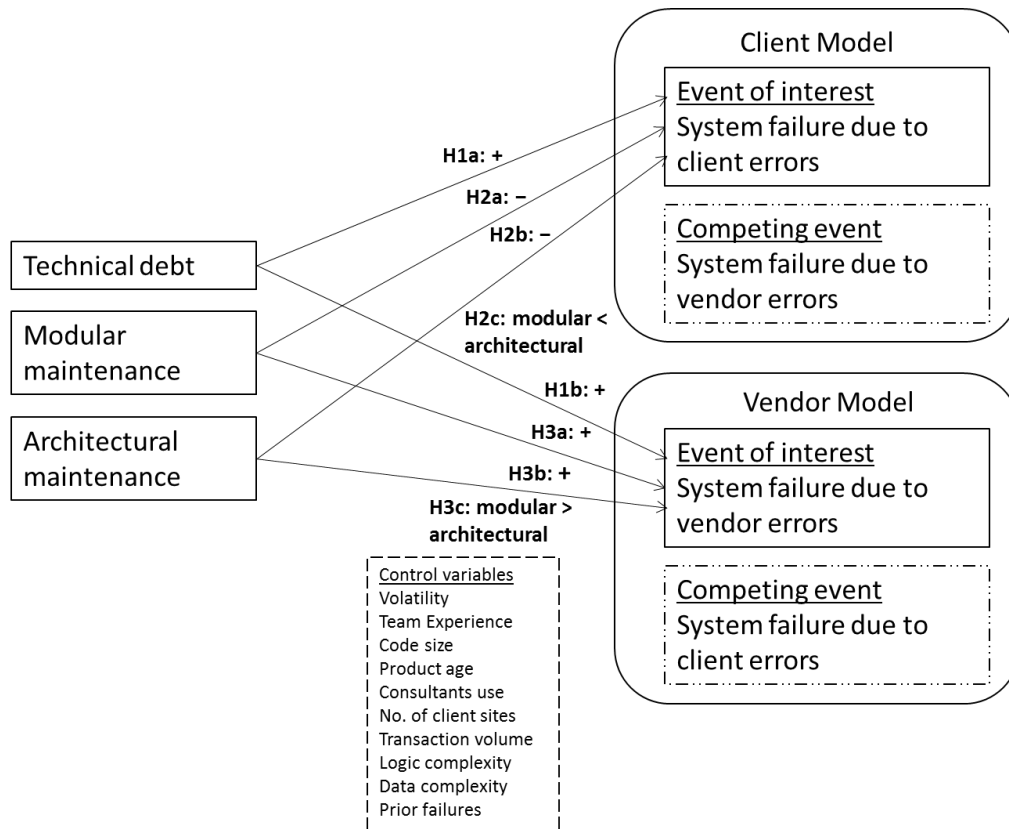 Client Model
Event of interest
System failure due to
client errors
Competing event
System failure due to
vendor errors
H1a: +
H2a: −
H2b: −
Technical debt
Modular
maintenance
Architectural
maintenance
H2c: modular <
architectural
H1b: +
H3a: +
H3b: +
H3c: modular >
architectural
Vendor Model
Event of interest
System failure due to
vendor errors
Competing event
System failure due to
client errors
Control variables
Volatility
Team Experience
Code size
Product age
Consultants use
No. of client sites
Transaction volume
Logic complexity
Data complexity
Prior failures